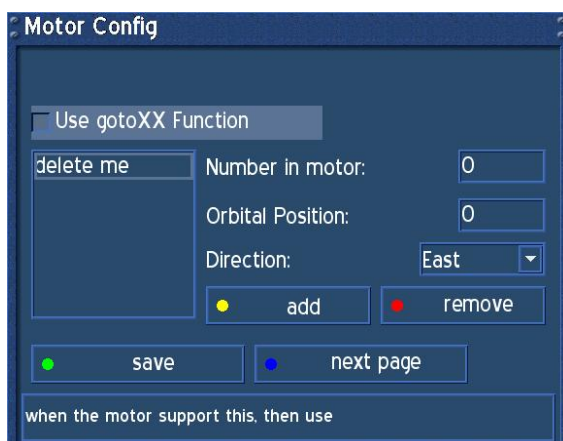 Motor Config
Use gotoXX Function
delete me
Number in motor: 0
Orbital Position: 0
Direction: East
add remove
save next page
when the motor support this, then use